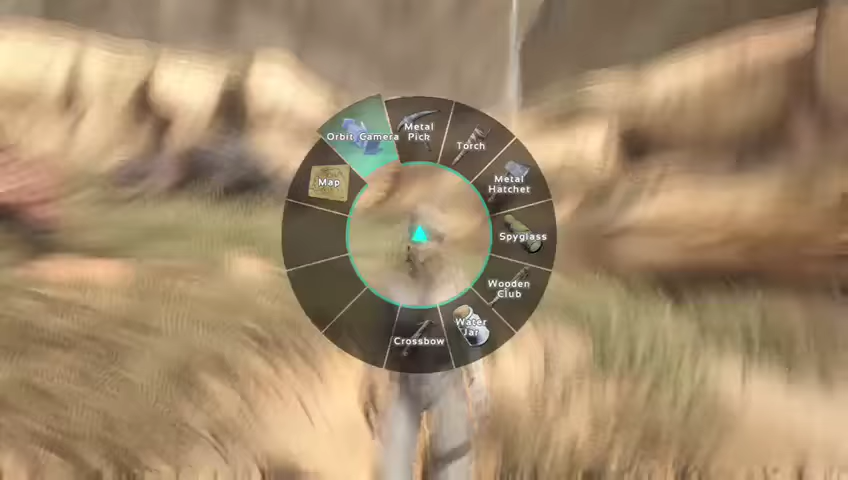 Orbit Camera
Metal
Pick
Torch
Map
Metal
Hatchet
Spyglass
Wooden
Club
Water
Jar
Crossbow